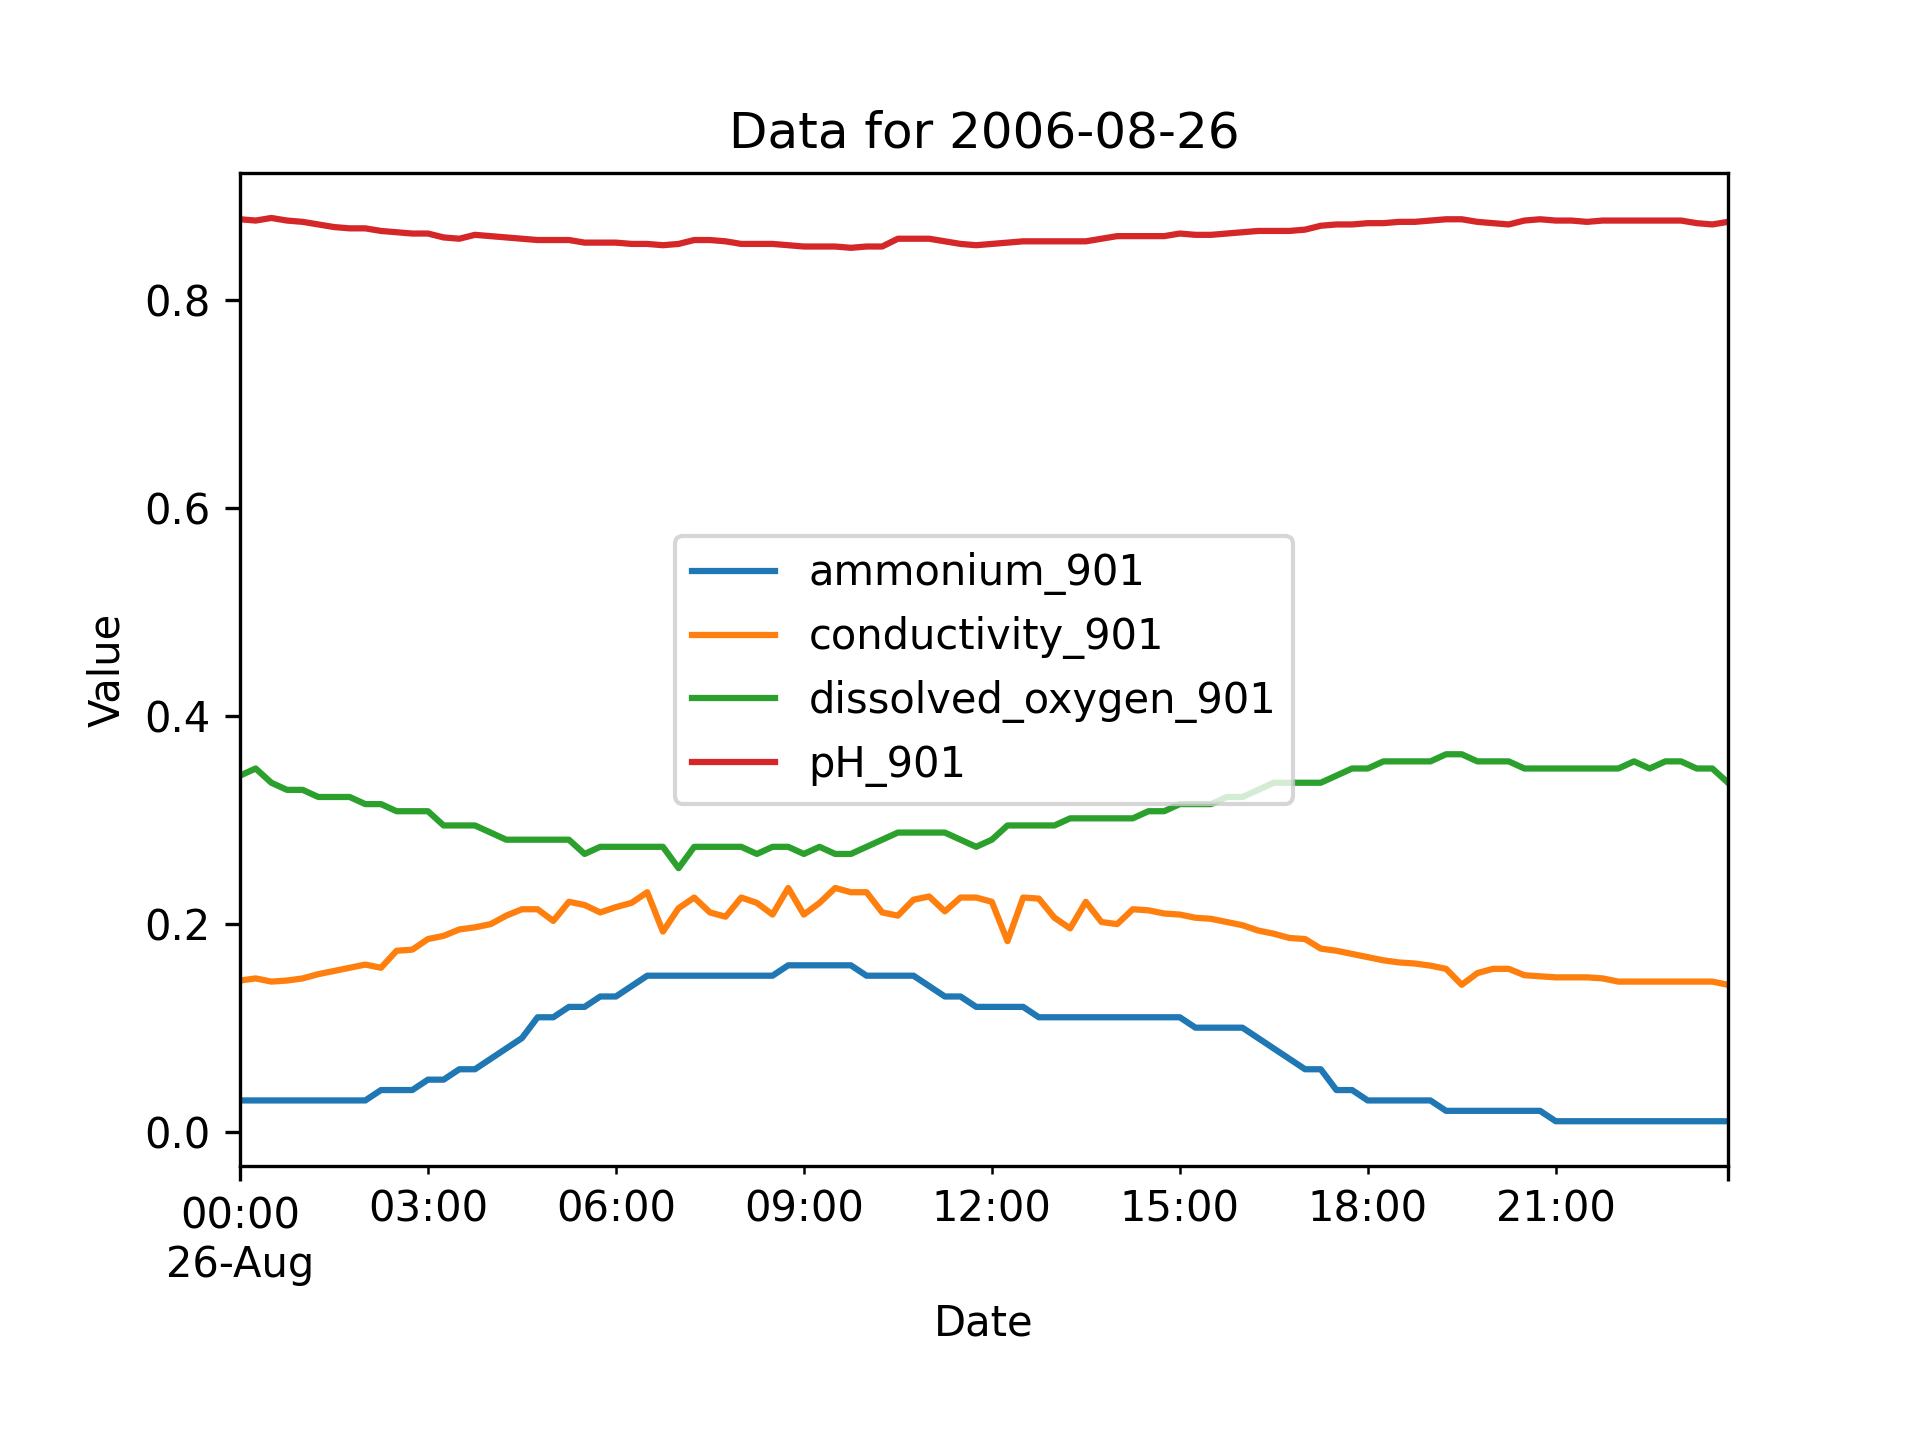 Data for 2006-08-26
0.8
0.6
0.4
0.2
0.0
Value
ammonium_901
conductivity_901
dissolved_oxygen_901
pH_901
00:00 03:00 06:00 09:00 12:00 15:00 18:00 21:00
26-Aug
Date